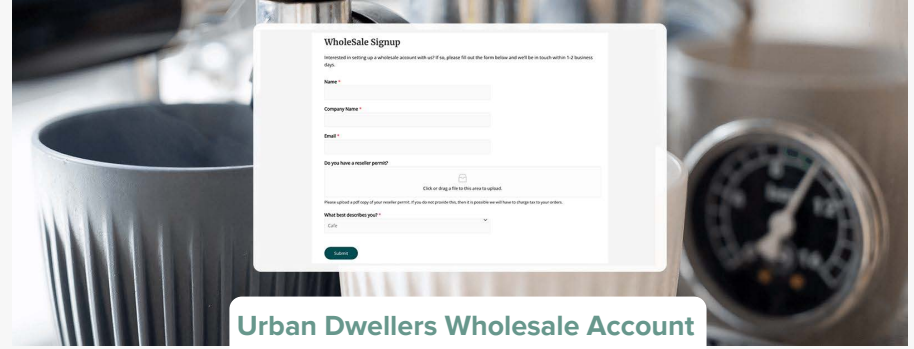 WholeSale Signup
Interested in setting up a wholesale account with us? If so, please fill out the form below and we'll be in touch within 1-2 business
days.
Name *
Company Name *
Email *
Do you have a reseller permit?
Click or drag a file to this area to upload.
Please upload a pdf copy of your reseller permit. If you do not provide this, then it is possible we will have to charge tax to your orders.
What best describes you? *
Cafe
Submit
bar
12
Urban Dwellers Wholesale Account